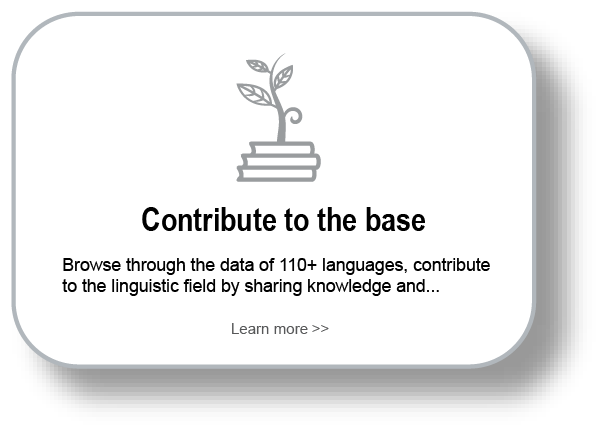 Contribute to the base
Browse through the data of 110+ languages, contribute
to the linguistic field by sharing knowledge and...
Learn more >>